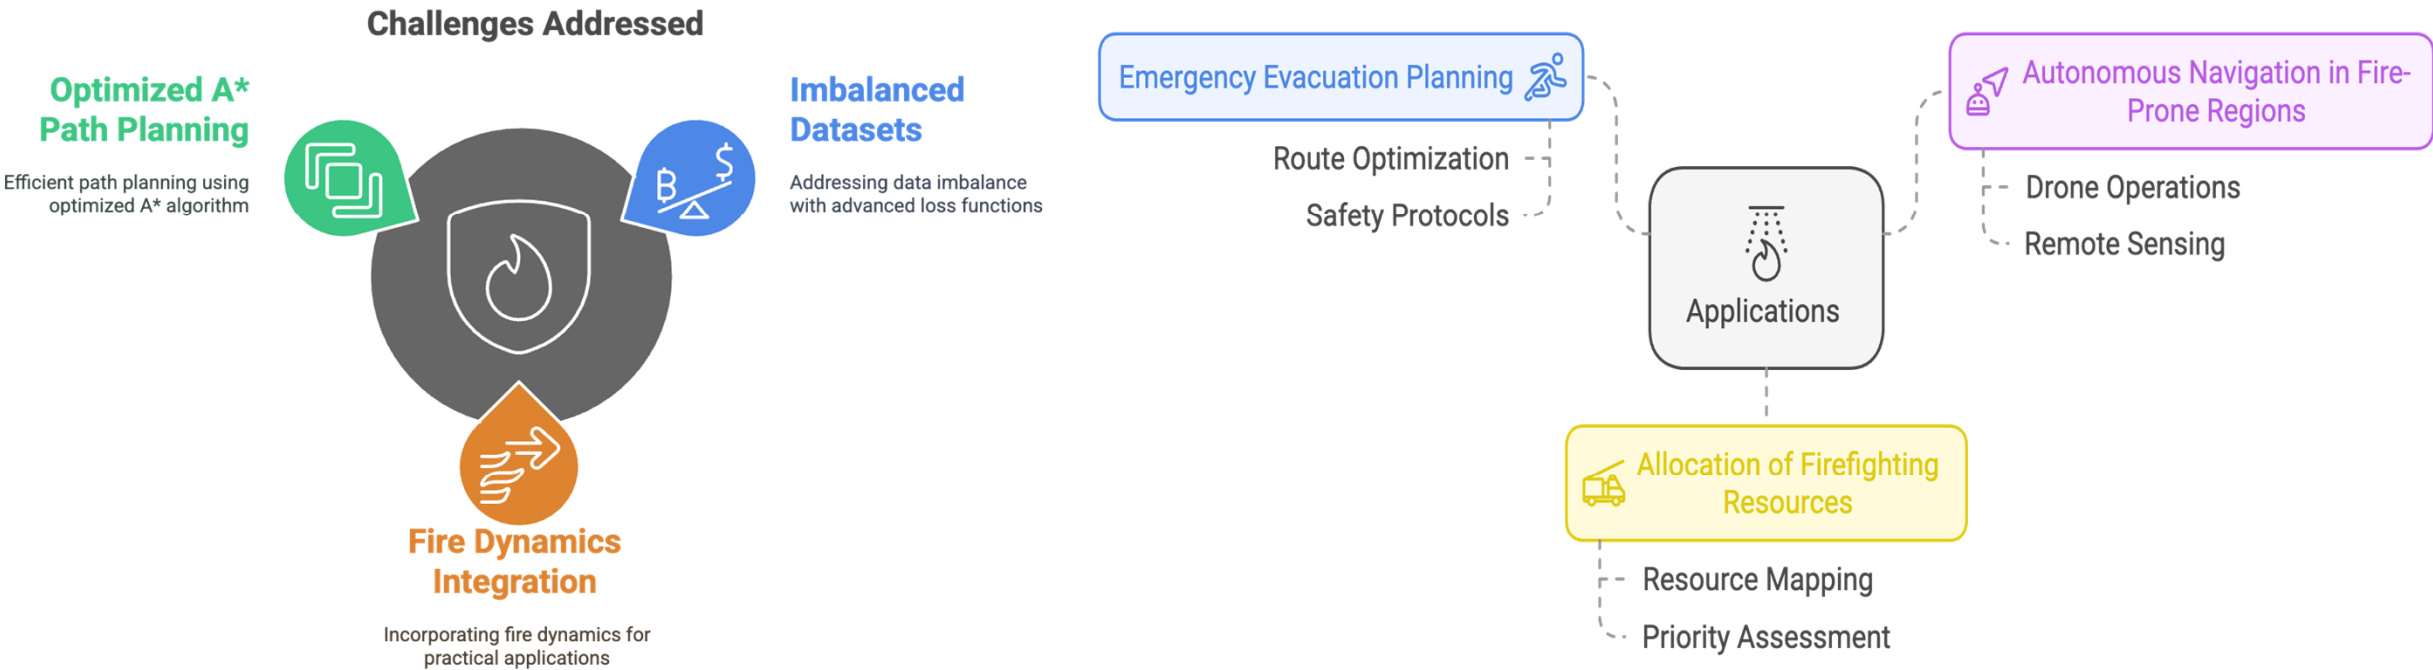 Challenges Addressed
Optimized A*
Path Planning
Efficient path planning using
optimized A* algorithm
Imbalanced
Datasets
Addressing data imbalance
with advanced loss functions
Fire Dynamics
Integration
Incorporating fire dynamics for
practical applications
Emergency Evacuation Planning
Route Optimization
Safety Protocols
Applications
Autonomous Navigation in Fire-
Prone Regions
Drone Operations
Remote Sensing
Allocation of Firefighting
Resources
Resource Mapping
Priority Assessment